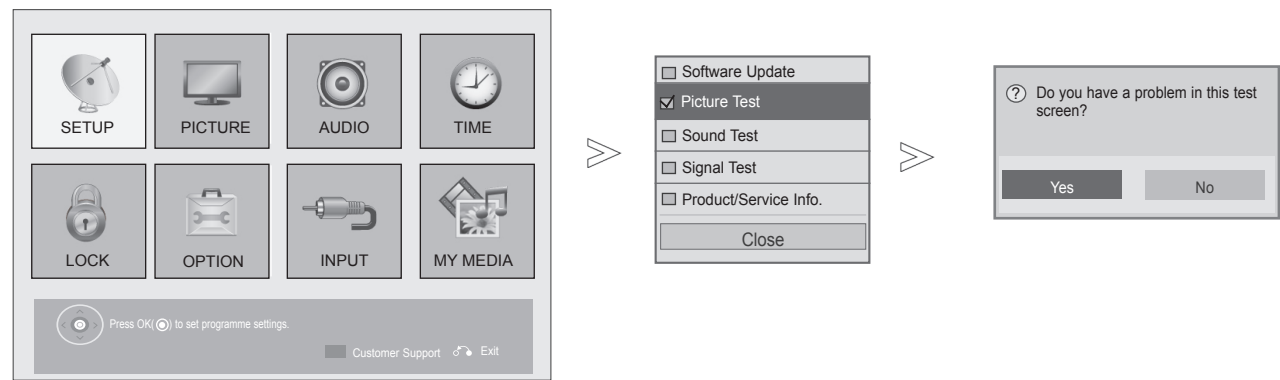 SETUP
PICTURE
AUDIO
TIME
LOCK
OPTION
INPUT
MY MEDIA
Press OK(◉) to set programme settings.
Customer Support
Exit
Software Update
Picture Test
Sound Test
Signal Test
Product/Service Info.
Close
? Do you have a problem in this test
screen?
Yes
No